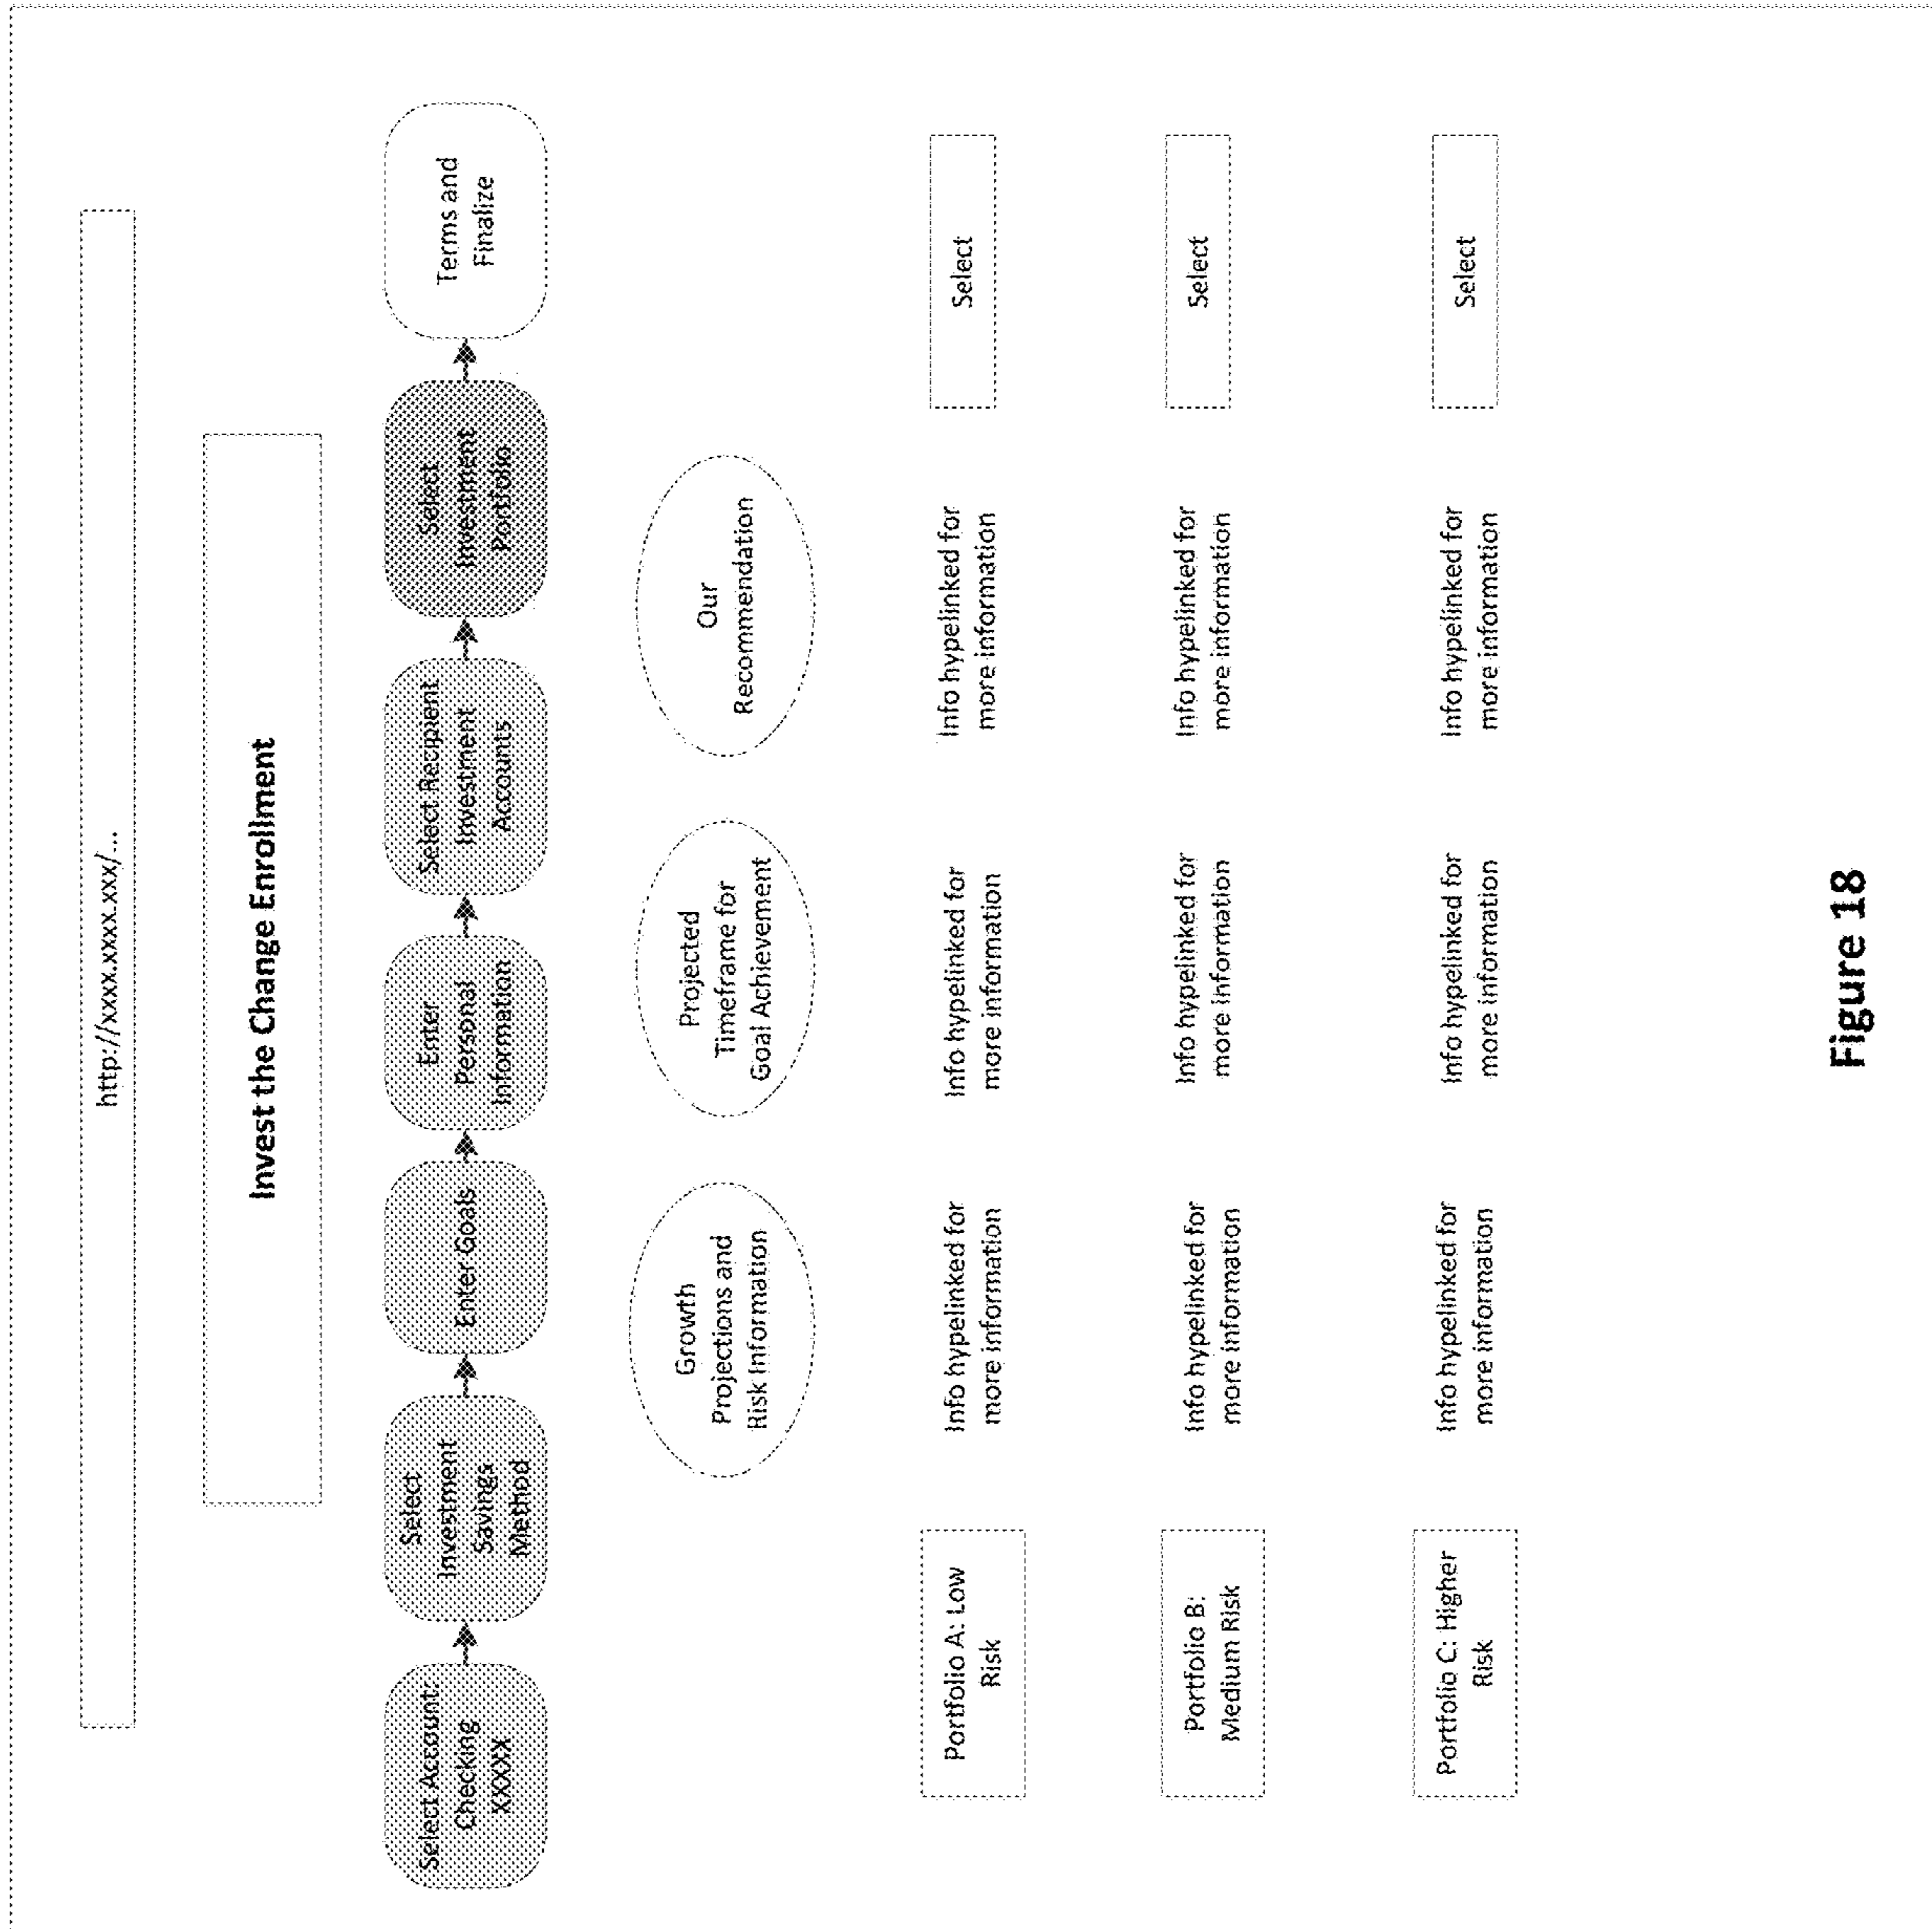 http://xxx.xxxx.xxx/...
Invest the Change Enrollment
Select Account:
Checking
XXXXX
Select
Investment
Savings
Method
Enter Goals
Enter
Personal
Information
Select Recipient
Investment
Accounts
Select
Investment
Portfolio
Terms and
Finalize
Growth
Projections and
Risk Information
Projected
Timeframe for
Goal Achievement
Our
Recommendation
Portfolio A: Low
Risk
Info hypelinked for
more information
Info hypelinked for
more information
Info hypelinked for
more information
Select
Portfolio B:
Medium Risk
Info hypelinked for
more information
Info hypelinked for
more information
Info hypelinked for
more information
Select
Portfolio C: Higher
Risk
Info hypelinked for
more information
Info hypelinked for
more information
Info hypelinked for
more information
Select
Figure 18